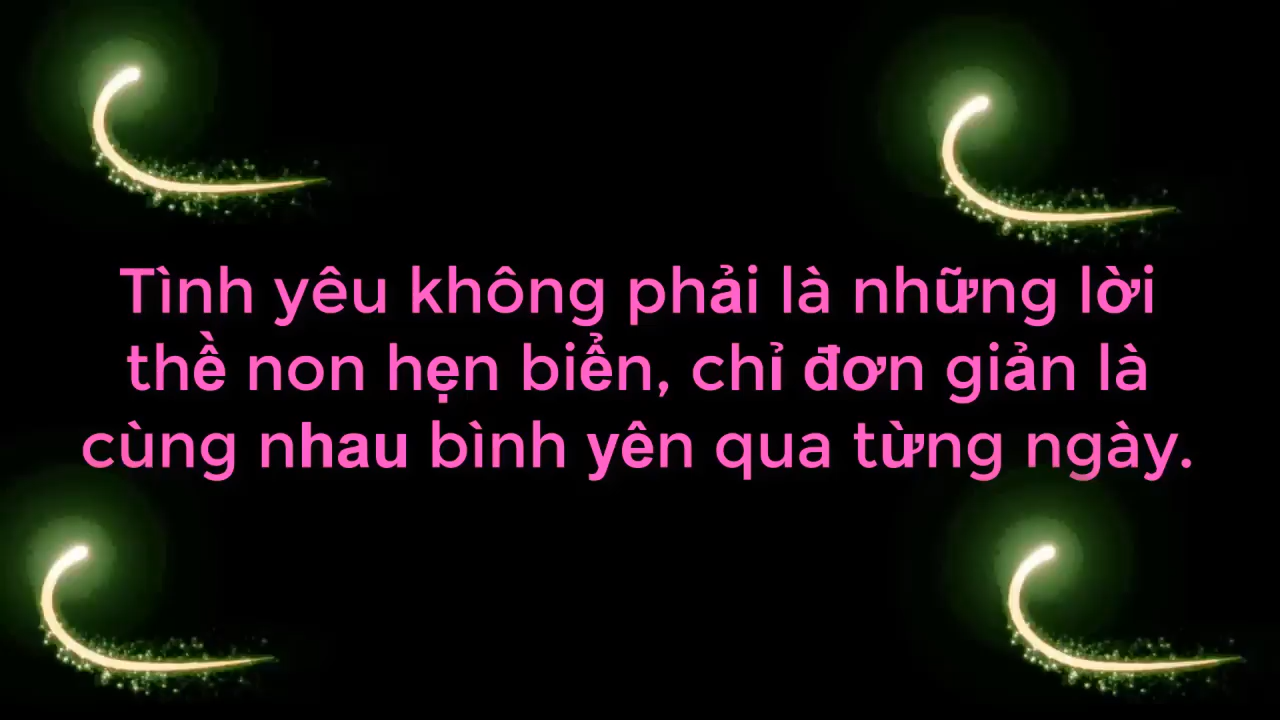 Tình yêu không phải là những lời
thề non hẹn biển, chỉ đơn giản là
cùng nhau bình yên qua từng ngày.